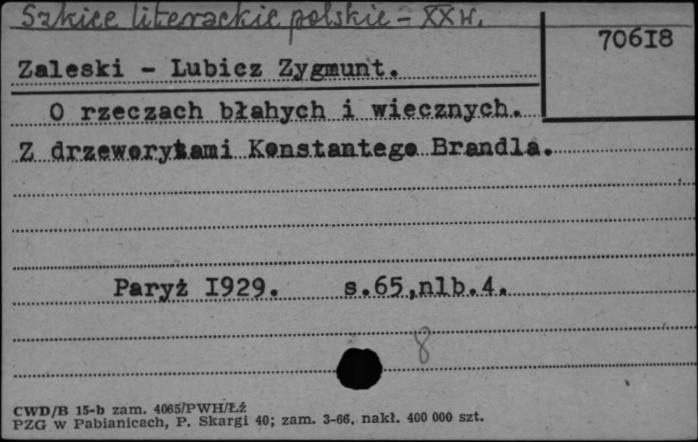 Szkice literackie polskie - XX w.
70618
Zaleski - Lubicz Zygmunt.
O rzeczach błahych i wiecznych.
Z drzeworytami Konstantego Brandla.
Paryż 1929. s.65,nlb.4.
8
CWD/B 15-b zam. 4065/PWH/Łź
PZG w Pabianicach, P. Skargi 40; zam. 3-66, nakł. 400 000 szt.